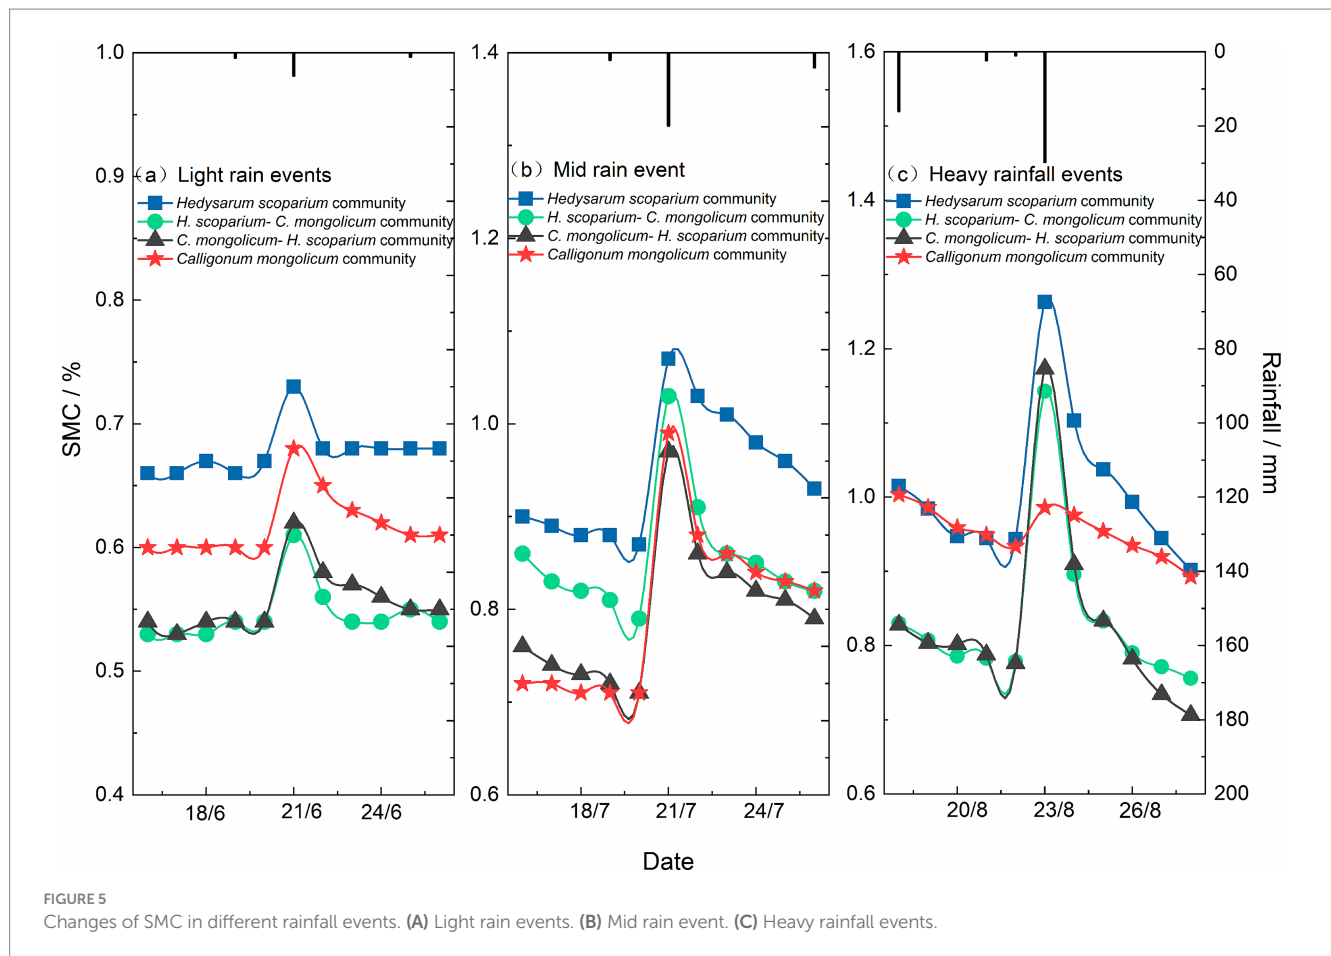 1.0
0.9
0.8
0.7
0.6
0.5
0.4
SMC / %
(a) Light rain events
Hedysarum scoparium community
H. scoparium- C. mongolicum community
C. mongolicum- H. scoparium community
Calligonum mongolicum community
18/6 21/6 24/6
1.4
1.2
1.0
0.8
0.6
(b) Mid rain event
Hedysarum scoparium community
H. scoparium- C. mongolicum community
C. mongolicum- H. scoparium community
Calligonum mongolicum community
18/7 21/7 24/7
1.6
1.4
1.2
1.0
0.8
0.6
(c) Heavy rainfall events
Hedysarum scoparium community
H. scoparium- C. mongolicum community
C. mongolicum- H. scoparium community
Calligonum mongolicum community
20/8 23/8 26/8
0
20
40
60
80
100
120
140
160
180
200
Rainfall / mm
Date
FIGURE 5
Changes of SMC in different rainfall events. (A) Light rain events. (B) Mid rain event. (C) Heavy rainfall events.